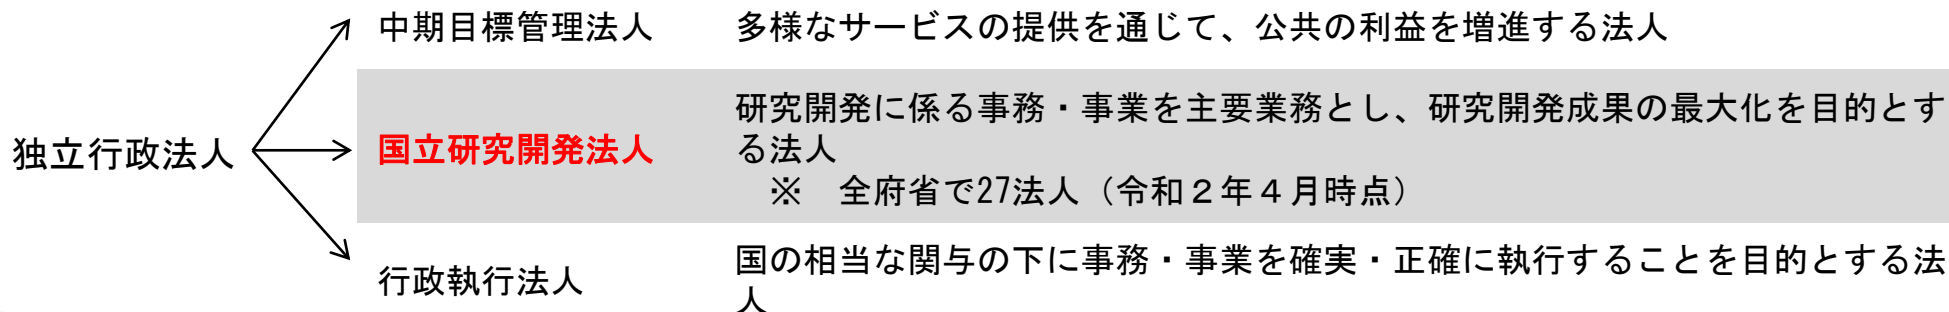 中期目標管理法人 多様なサービスの提供を通じて、公共の利益を増進する法人
独立行政法人
国立研究開発法人
研究開発に係る事務・事業を主要業務とし、研究開発成果の最大化を目的とす
る法人
※ 全府省で27法人（令和２年４月時点）
行政執行法人
国の相当な関与の下に事務・事業を確実・正確に執行することを目的とする法
人